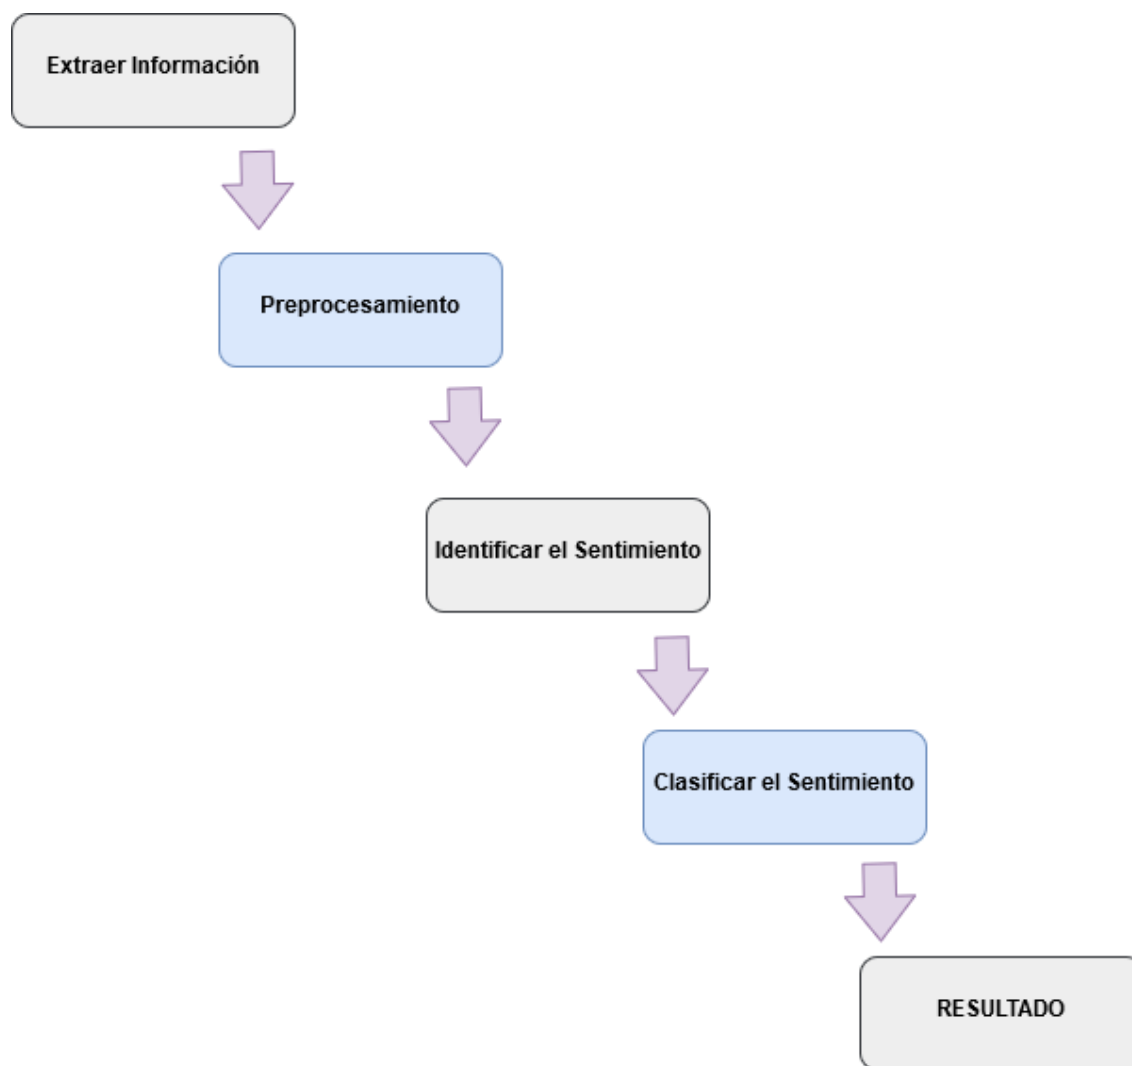 Extraer Información
Preprocesamiento
Identificar el Sentimiento
Clasificar el Sentimiento
RESULTADO